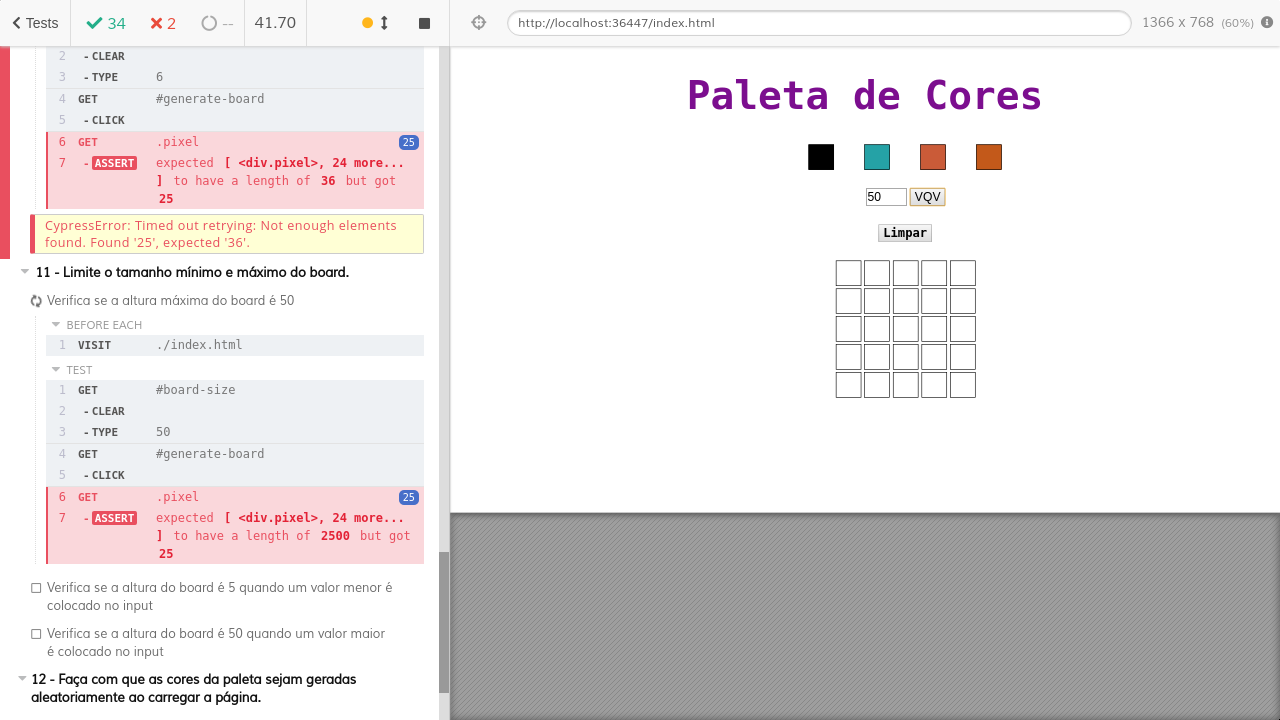 Tests
34
2
--
41.70
2 - CLEAR
3 - TYPE 6
4 GET #generate-board
5 - CLICK
6 GET .pixel 25
7 - ASSERT expected [ <div.pixel>, 24 more...
] to have a length of 36 but got
25
CypressError: Timed out retrying: Not enough elements
found. Found '25', expected '36'.
11 - Limite o tamanho mínimo e máximo do board.
Verifica se a altura máxima do board é 50
BEFORE EACH
1 VISIT ./index.html
TEST
1 GET #board-size
2 - CLEAR
3 - TYPE 50
4 GET #generate-board
5 - CLICK
6 GET .pixel 25
7 - ASSERT expected [ <div.pixel>, 24 more...
] to have a length of 2500 but got
25
Verifica se a altura do board é 5 quando um valor menor é
colocado no input
Verifica se a altura do board é 50 quando um valor maior
é colocado no input
12 - Faça com que as cores da paleta sejam geradas
aleatoriamente ao carregar a página.
http://localhost:36447/index.html
1366 x 768 (60%)
Paleta de Cores
50 VQV
Limpar